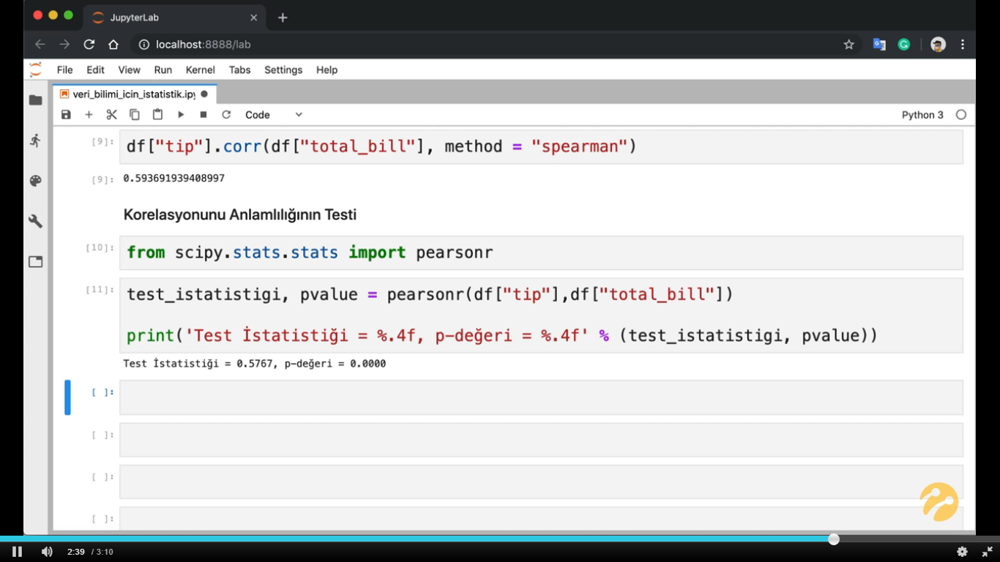 JupyterLab
localhost:8888/lab
File Edit View Run Kernel Tabs Settings Help
veri_bilimi_icin_istatistik.ipy
Code
Python 3
[9]: df["tip"].corr(df["total_bill"], method = "spearman")
[9]: 0.593691939408997
Korelasyonunu Anlamlılığının Testi
[10]: from scipy.stats.stats import pearsonr
[11]: test_istatistigi, pvalue = pearsonr(df["tip"],df["total_bill"])
print('Test İstatistiği = %.4f, p-değeri = %.4f' % (test_istatistigi, pvalue))
Test İstatistiği = 0.5767, p-değeri = 0.0000
[ ]:
[ ]:
[ ]:
[ ]:
2:39 / 3:10